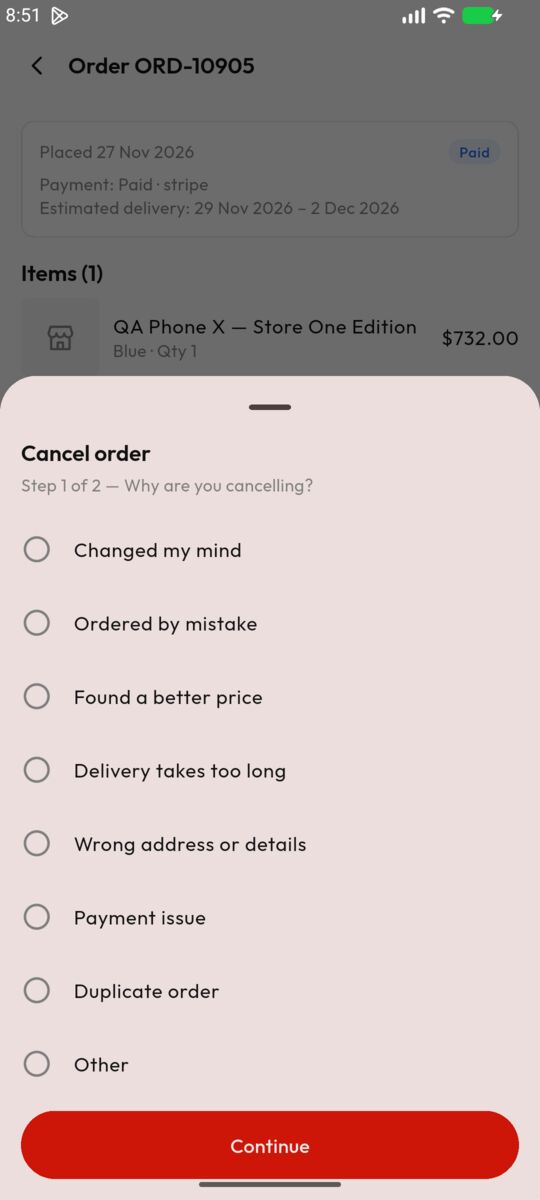 8:51
Order ORD-10905
Placed 27 Nov 2026
Paid
Payment: Paid · stripe
Estimated delivery: 29 Nov 2026 – 2 Dec 2026
Items (1)
QA Phone X — Store One Edition
$732.00
Blue · Qty 1
Cancel order
Step 1 of 2 — Why are you cancelling?
Changed my mind
Ordered by mistake
Found a better price
Delivery takes too long
Wrong address or details
Payment issue
Duplicate order
Other
Continue